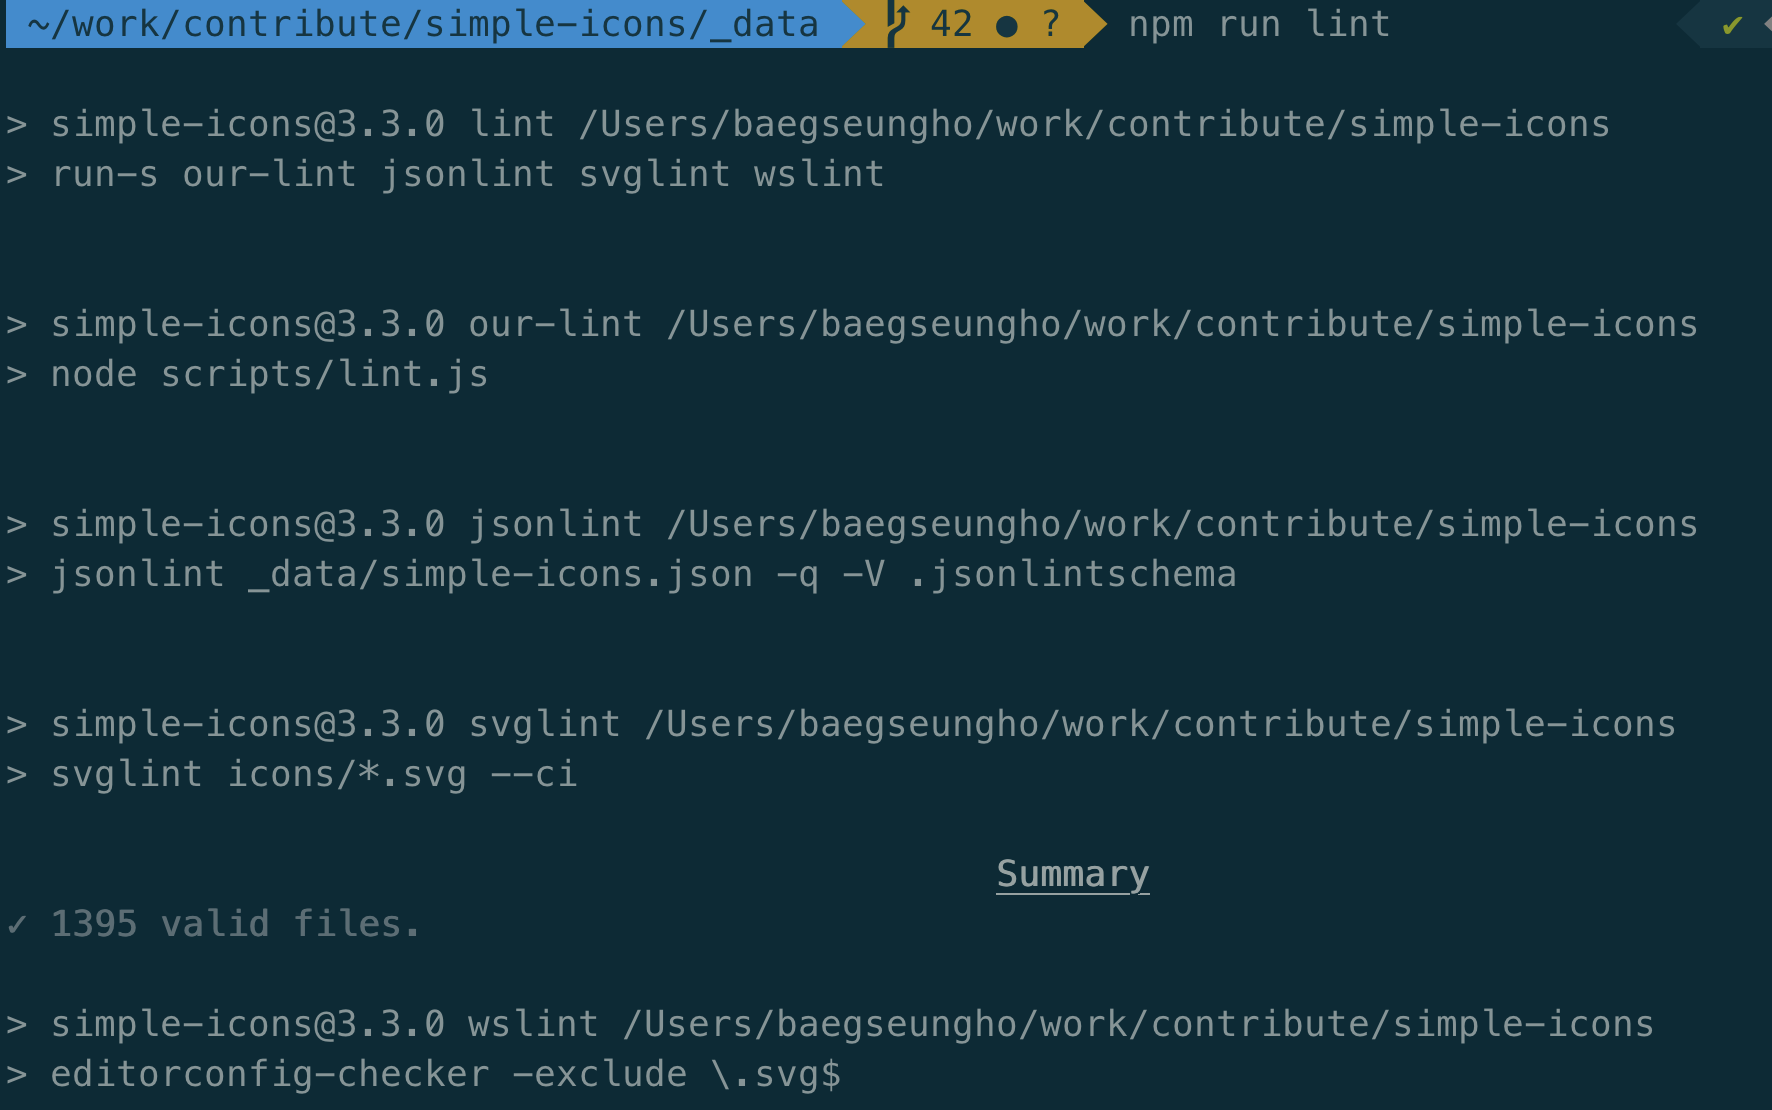 ~/work/contribute/simple-icons/_data 42 ● ? npm run lint ✔
> simple-icons@3.3.0 lint /Users/baegseungho/work/contribute/simple-icons
> run-s our-lint jsonlint svglint wslint
> simple-icons@3.3.0 our-lint /Users/baegseungho/work/contribute/simple-icons
> node scripts/lint.js
> simple-icons@3.3.0 jsonlint /Users/baegseungho/work/contribute/simple-icons
> jsonlint _data/simple-icons.json -q -V .jsonlintschema
> simple-icons@3.3.0 svglint /Users/baegseungho/work/contribute/simple-icons
> svglint icons/*.svg --ci
Summary
✓ 1395 valid files.
> simple-icons@3.3.0 wslint /Users/baegseungho/work/contribute/simple-icons
> editorconfig-checker -exclude \.svg$